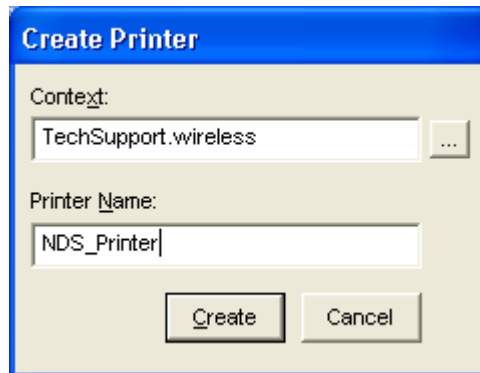 Create Printer
Context:
TechSupport.wireless
...
Printer Name:
NDS_Printer
Create Cancel